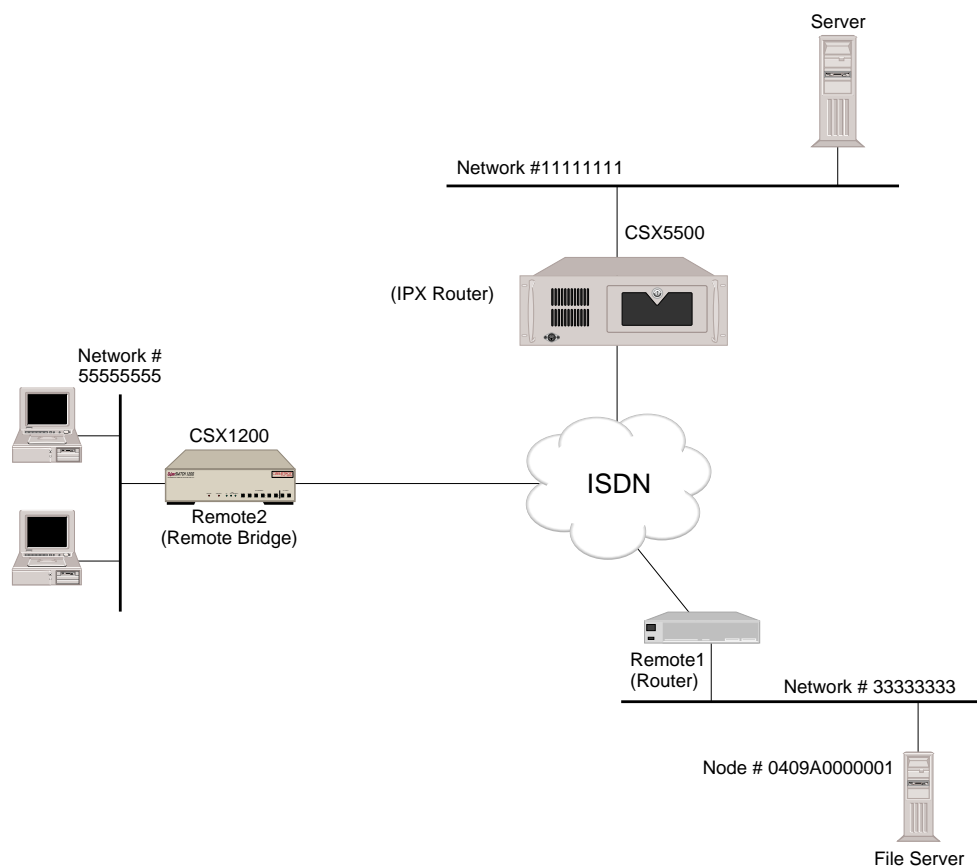 Server
Network #11111111
CSX5500
(IPX Router)
Network #
55555555
CSX1200
Remote2
(Remote Bridge)
ISDN
Remote1
(Router)
Network # 33333333
Node # 0409A0000001
File Server